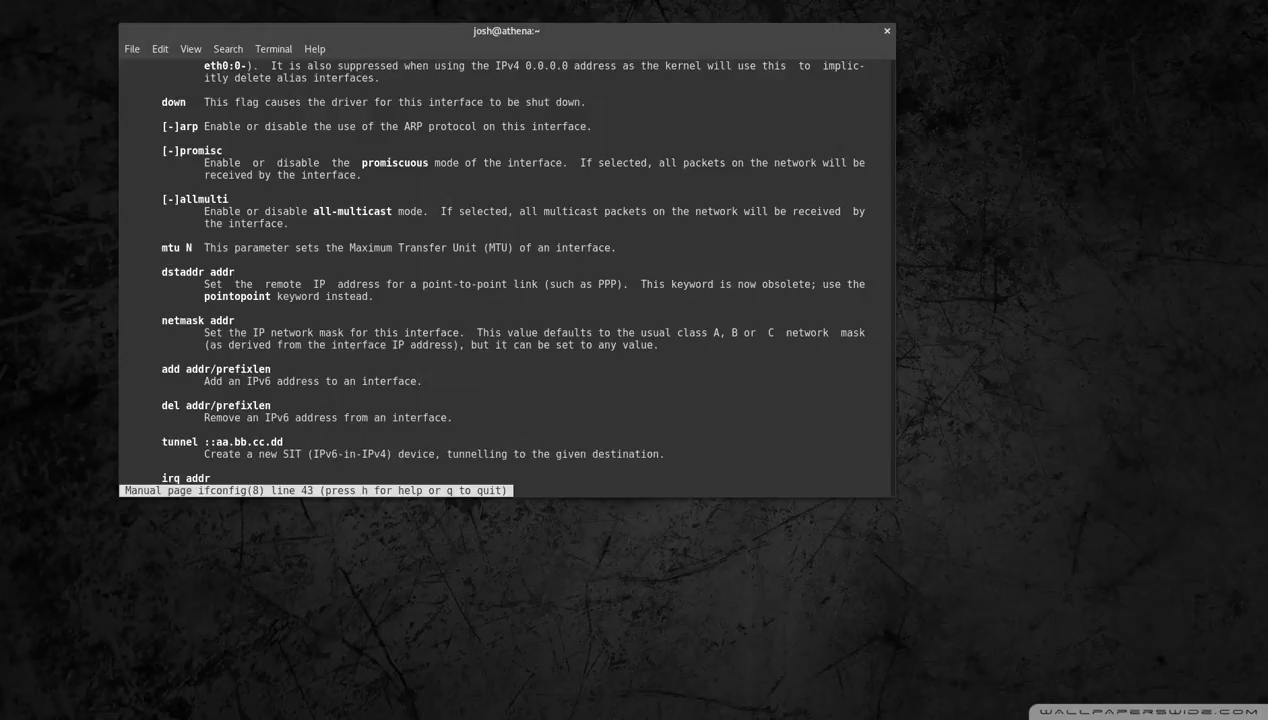 josh@athena:~
×
File Edit View Search Terminal Help
eth0:0-). It is also suppressed when using the IPv4 0.0.0.0 address as the kernel will use this to implic-
itly delete alias interfaces.
down This flag causes the driver for this interface to be shut down.
[-]arp Enable or disable the use of the ARP protocol on this interface.
[-]promisc
Enable or disable the promiscuous mode of the interface. If selected, all packets on the network will be
received by the interface.
[-]allmulti
Enable or disable all-multicast mode. If selected, all multicast packets on the network will be received by
the interface.
mtu N This parameter sets the Maximum Transfer Unit (MTU) of an interface.
dstaddr addr
Set the remote IP address for a point-to-point link (such as PPP). This keyword is now obsolete; use the
pointopoint keyword instead.
netmask addr
Set the IP network mask for this interface. This value defaults to the usual class A, B or C network mask
(as derived from the interface IP address), but it can be set to any value.
add addr/prefixlen
Add an IPv6 address to an interface.
del addr/prefixlen
Remove an IPv6 address from an interface.
tunnel ::aa.bb.cc.dd
Create a new SIT (IPv6-in-IPv4) device, tunnelling to the given destination.
irq addr
Manual page ifconfig(8) line 43 (press h for help or q to quit)
WALLPAPERSWIDE.COM